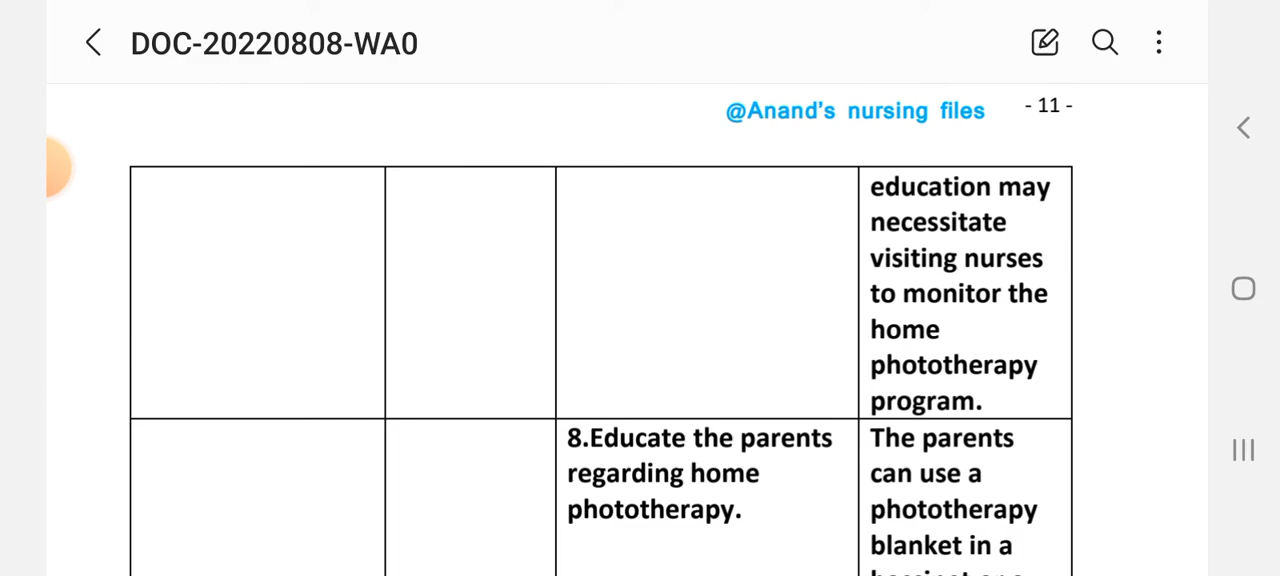 DOC-20220808-WA0
@Anand's nursing files
- 11 -
education may
necessitate
visiting nurses
to monitor the
home
phototherapy
program.
8.Educate the parents
regarding home
phototherapy.
The parents
can use a
phototherapy
blanket in a